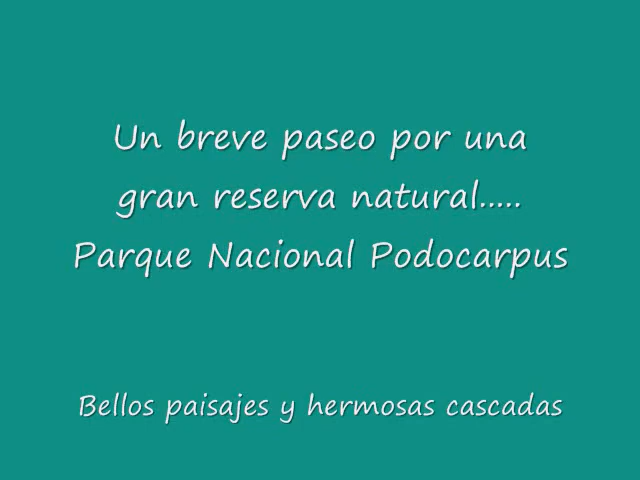 Un breve paseo por una
gran reserva natural.....
Parque Nacional Podocarpus
Bellos paisajes y hermosas cascadas